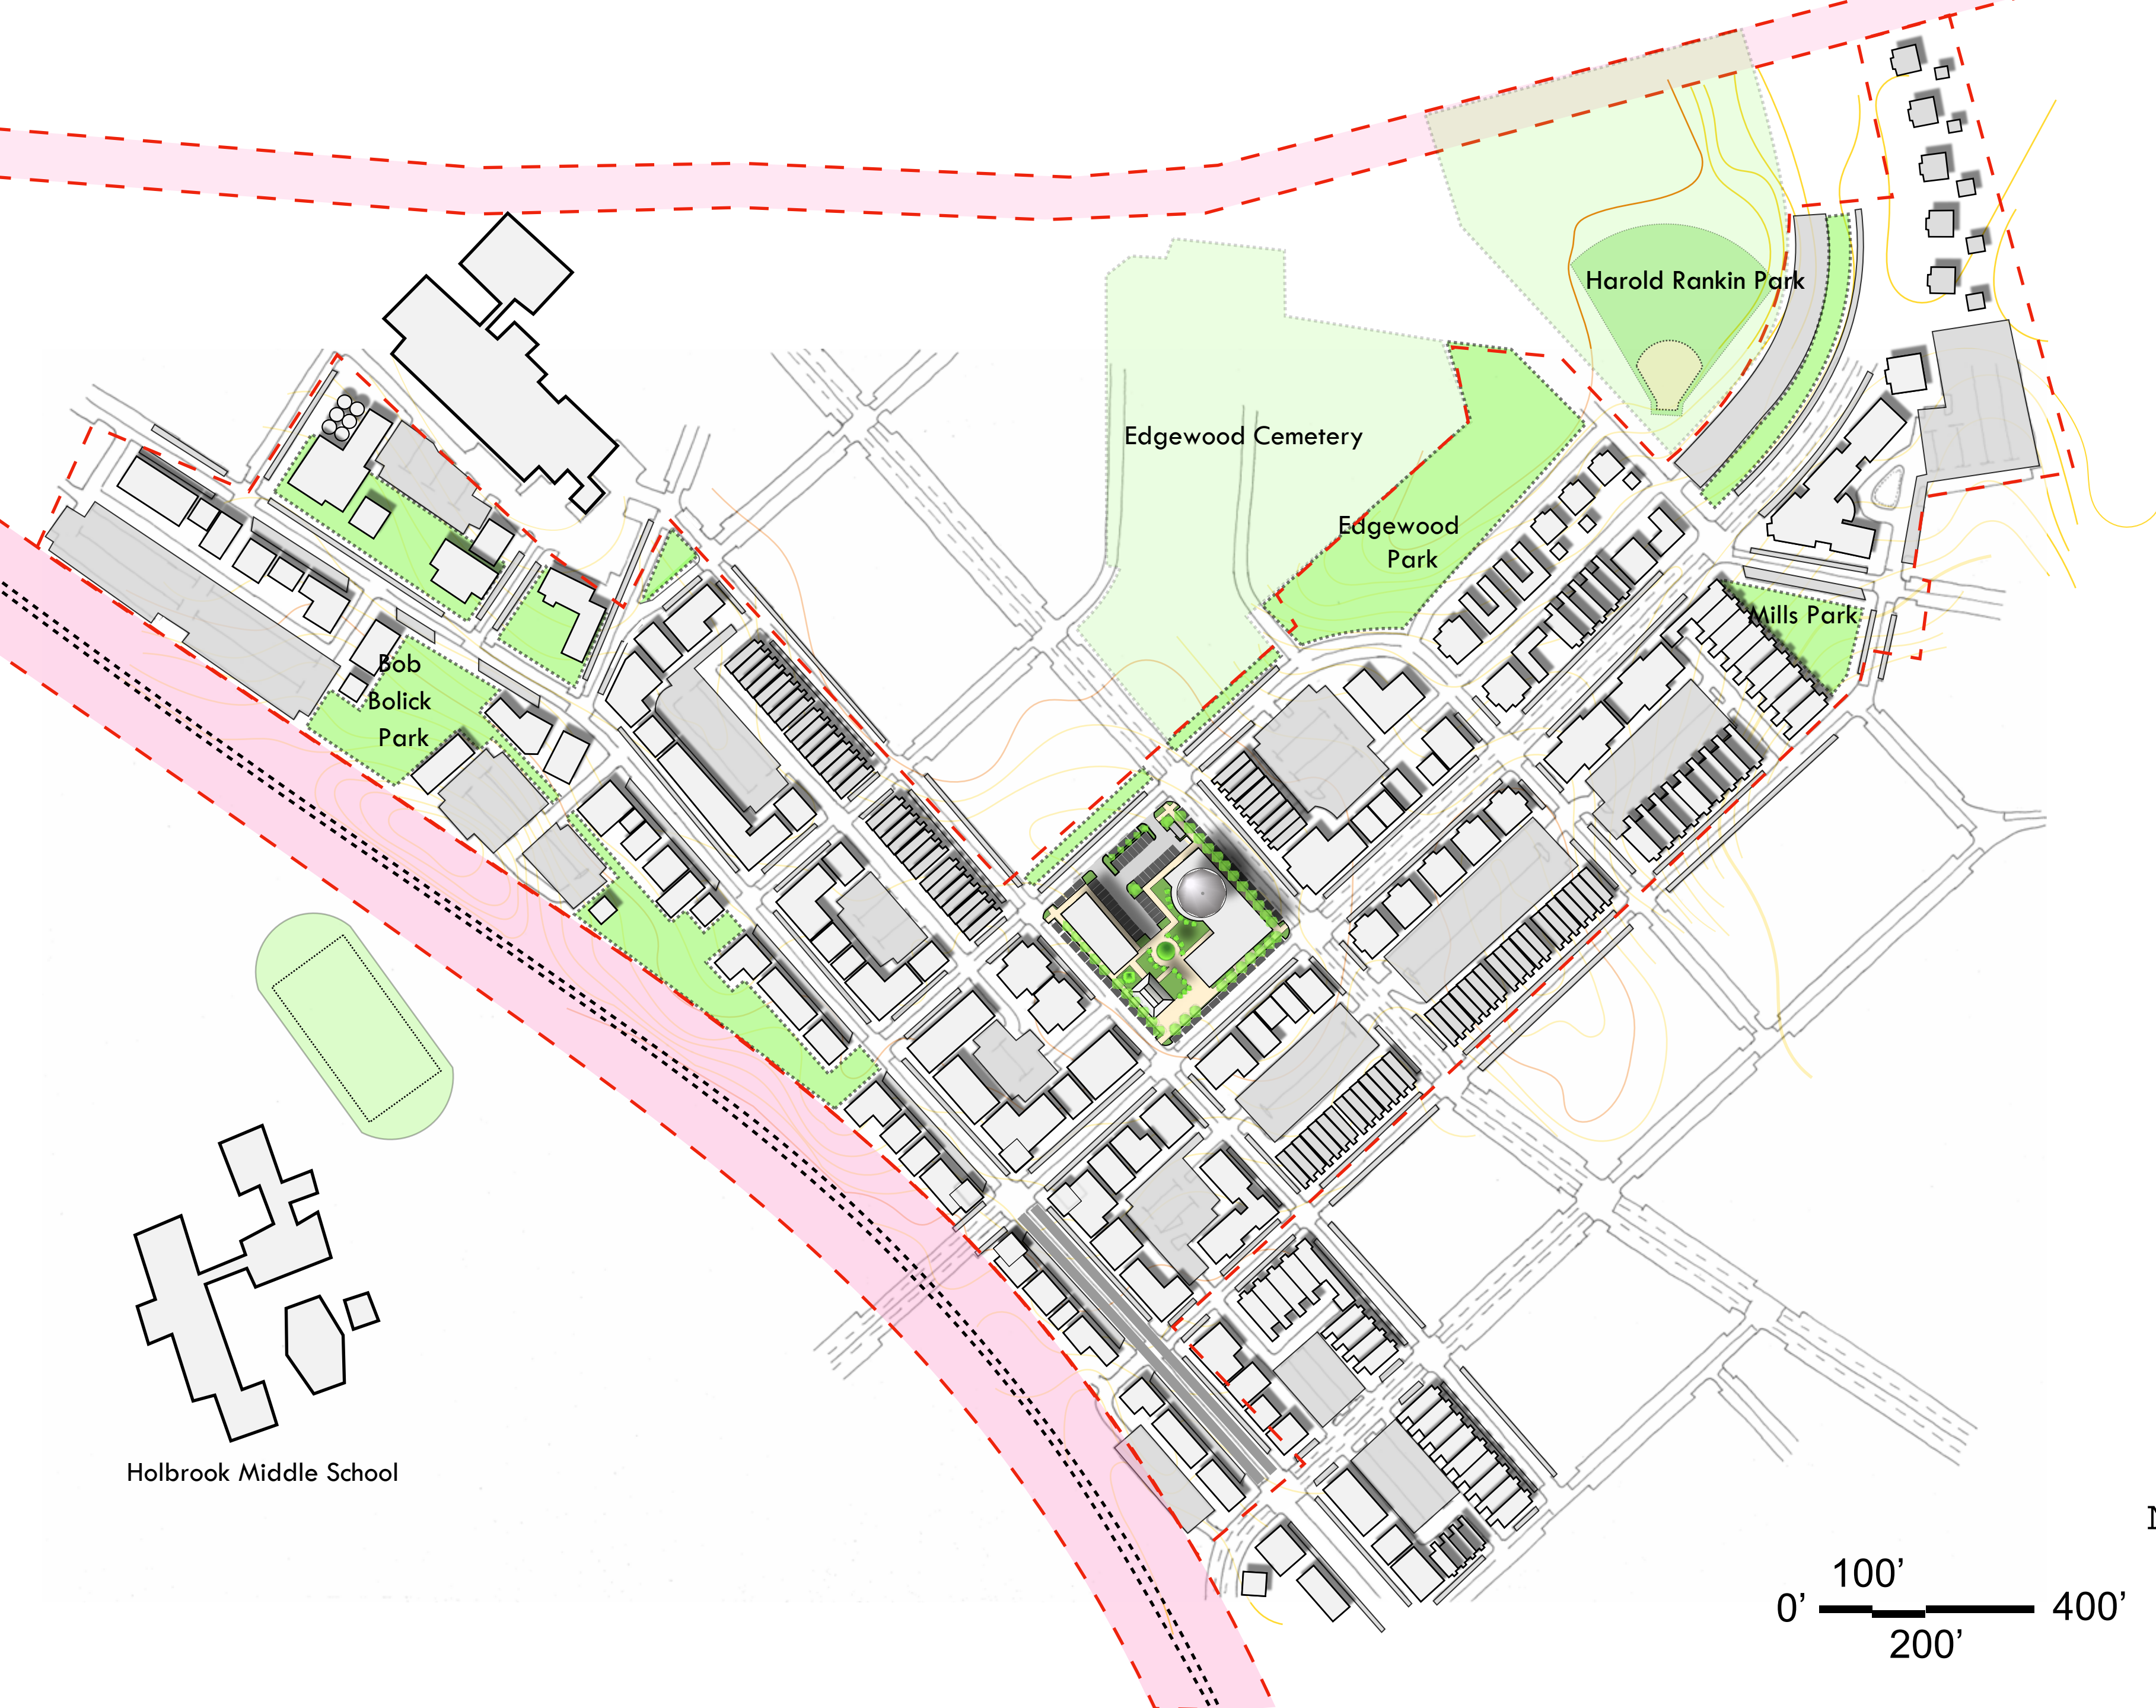 Harold Rankin Park
Edgewood Cemetery
Edgewood
Park
Mills Park
Bob
Bolick
Park
Holbrook Middle School
100’
0’
400’
200’